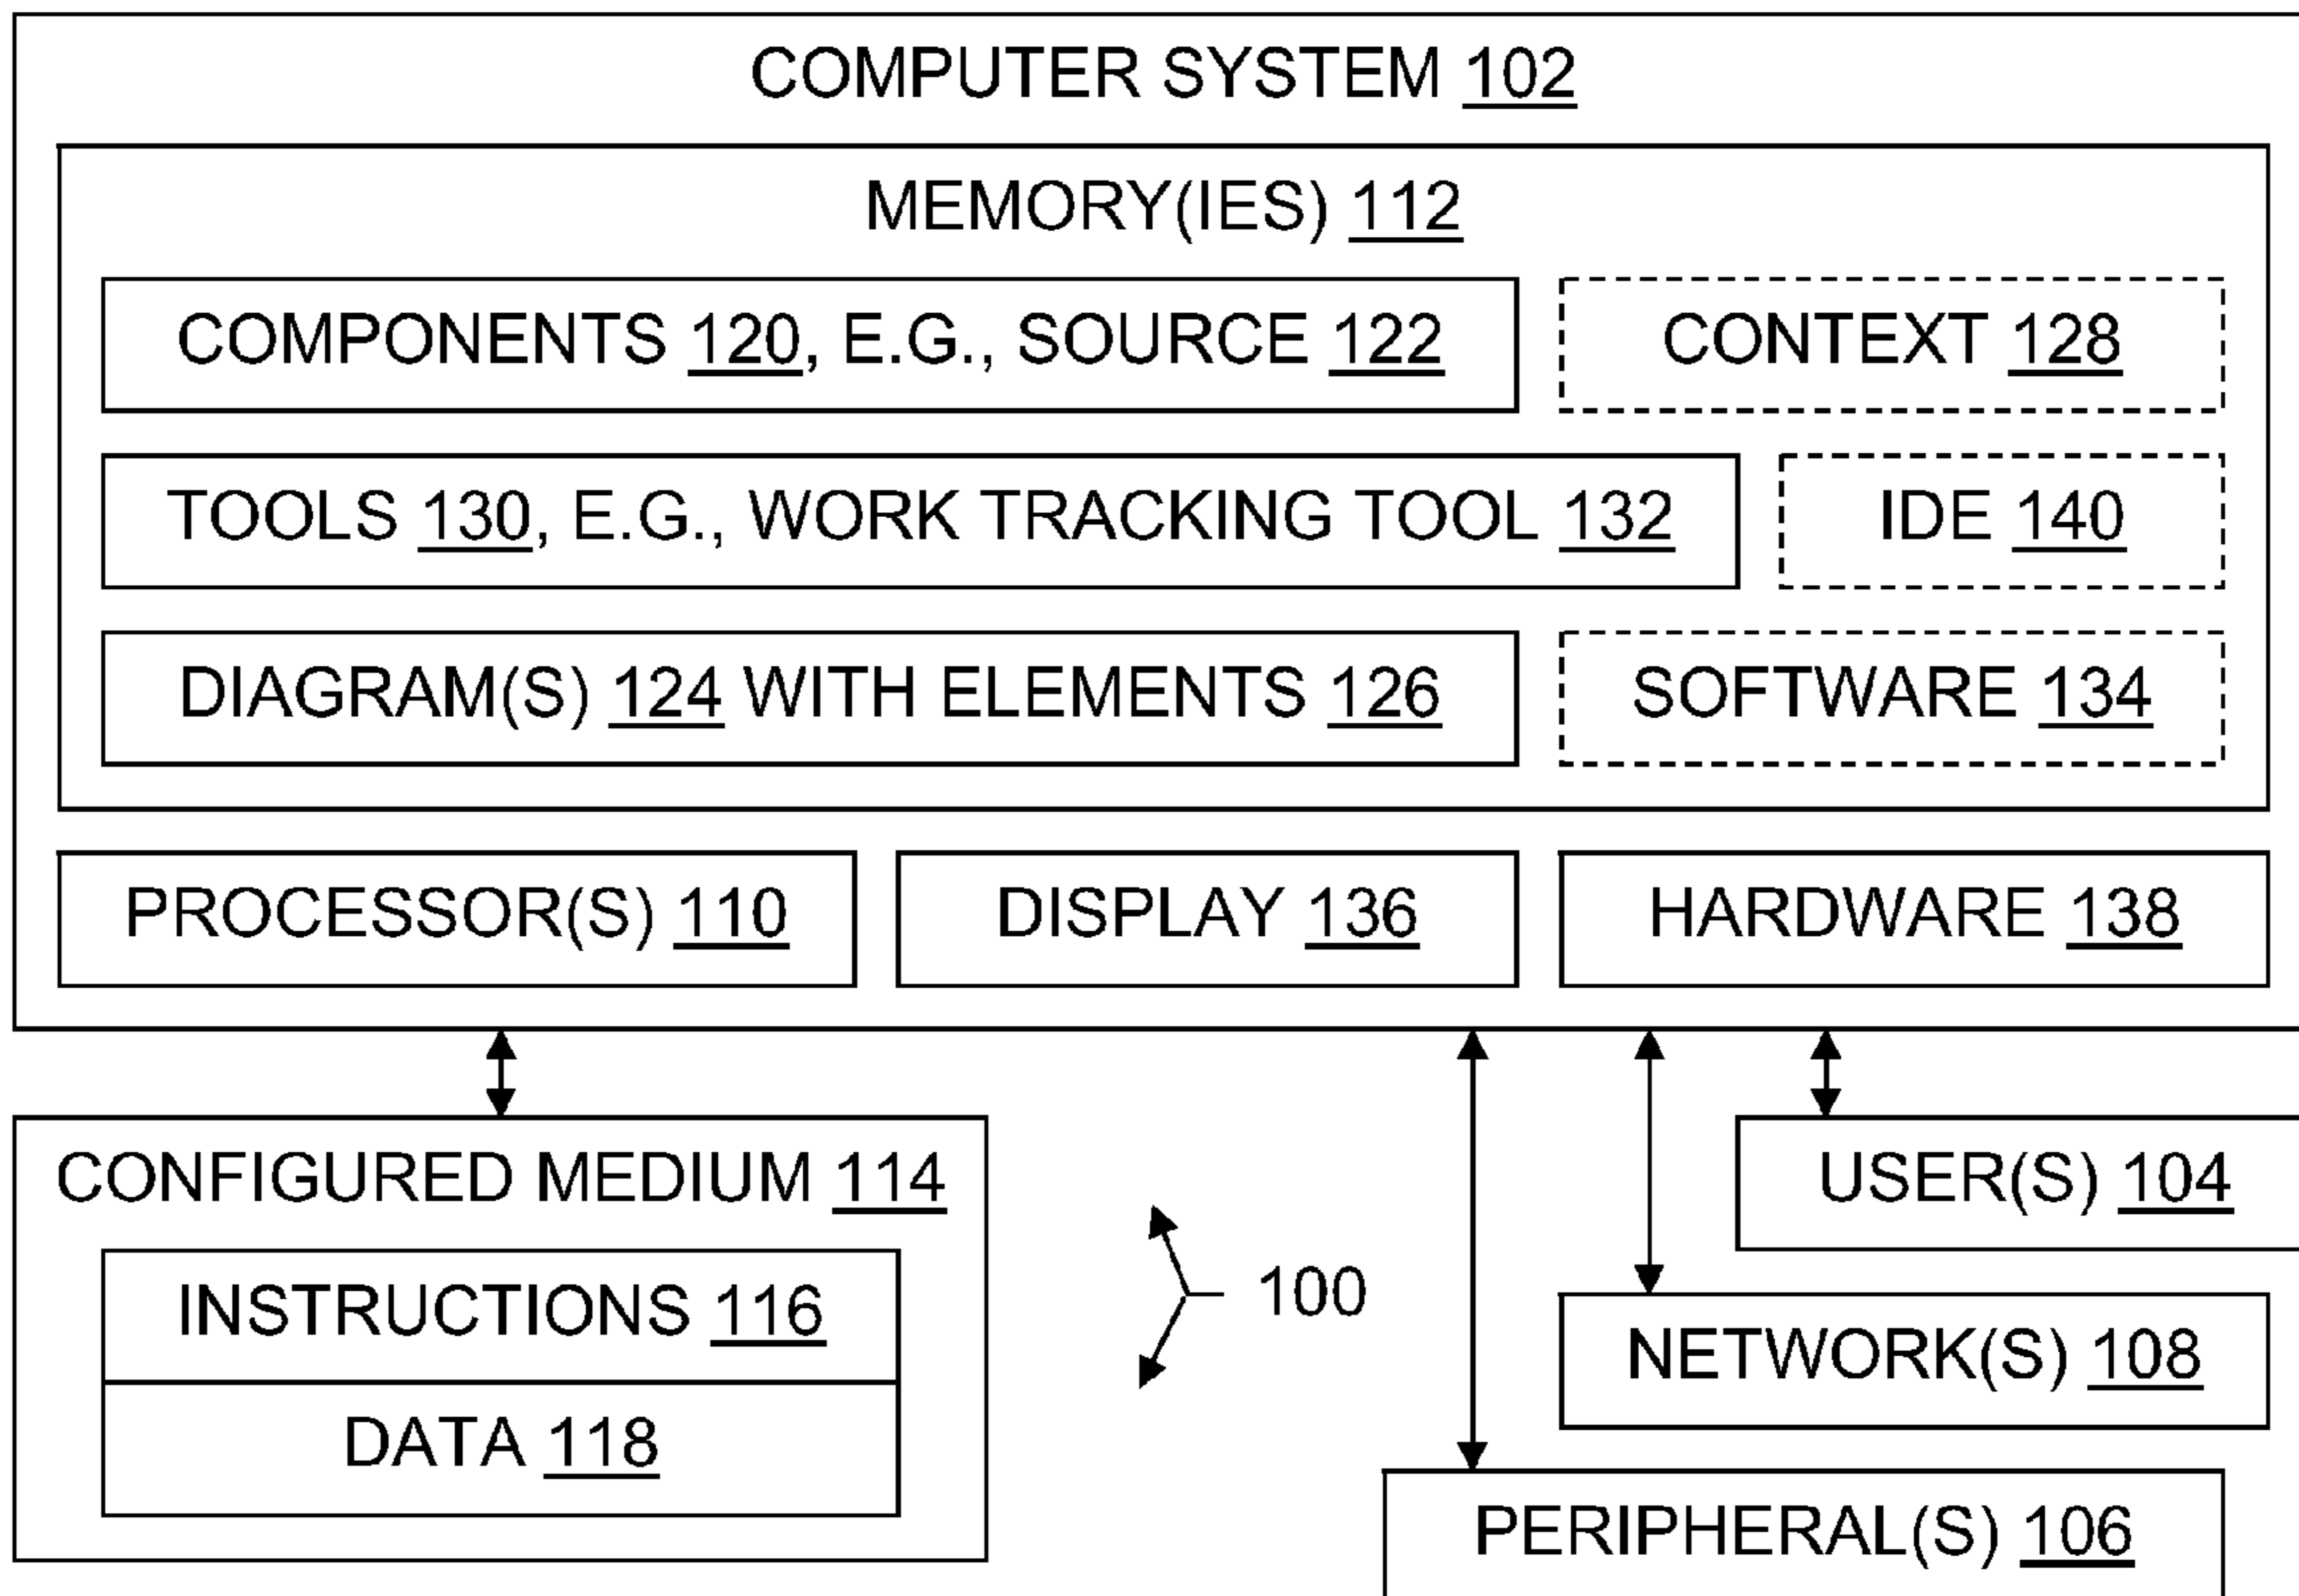 COMPUTER SYSTEM 102
MEMORY(IES) 112
COMPONENTS 120, E.G., SOURCE 122
CONTEXT 128
TOOLS 130, E.G., WORK TRACKING TOOL 132
IDE 140
DIAGRAM(S) 124 WITH ELEMENTS 126
SOFTWARE 134
PROCESSOR(S) 110
DISPLAY 136
HARDWARE 138
CONFIGURED MEDIUM 114
INSTRUCTIONS 116
DATA 118
100
USER(S) 104
NETWORK(S) 108
PERIPHERAL(S) 106